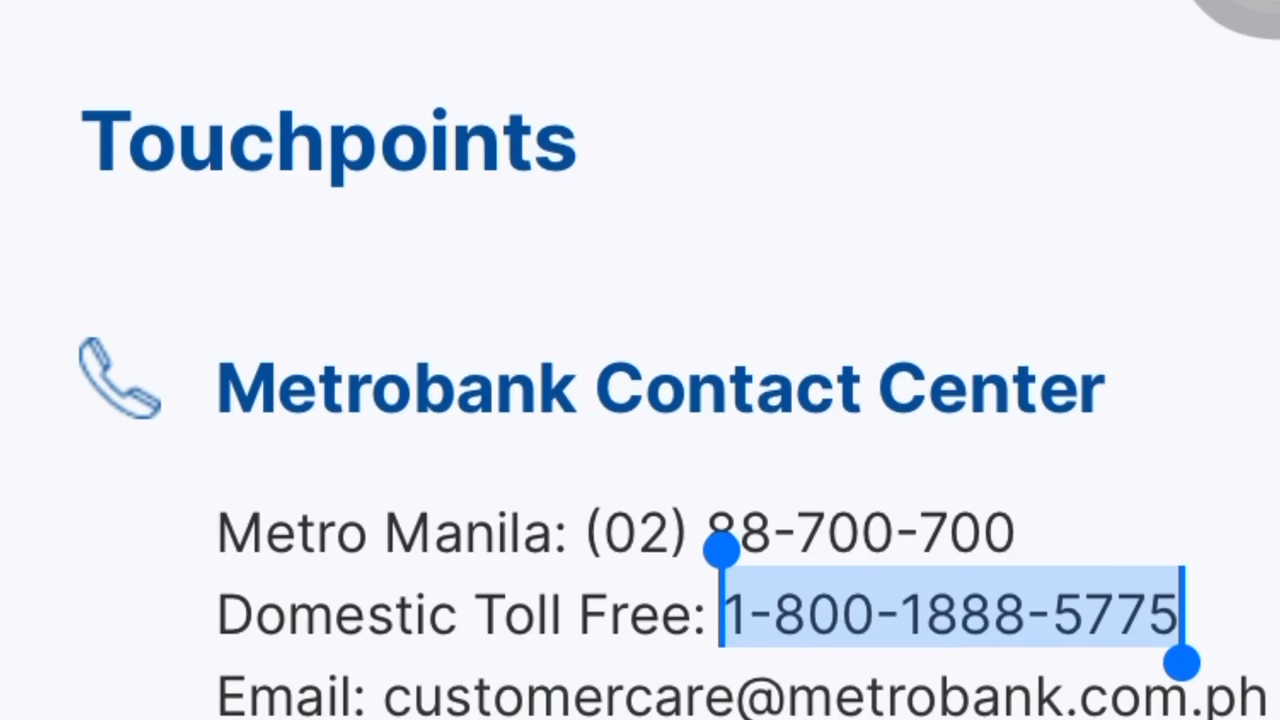 Touchpoints
Metrobank Contact Center
Metro Manila: (02) 88-700-700
Domestic Toll Free: 1-800-1888-5775
Email: customercare@metrobank.com.ph